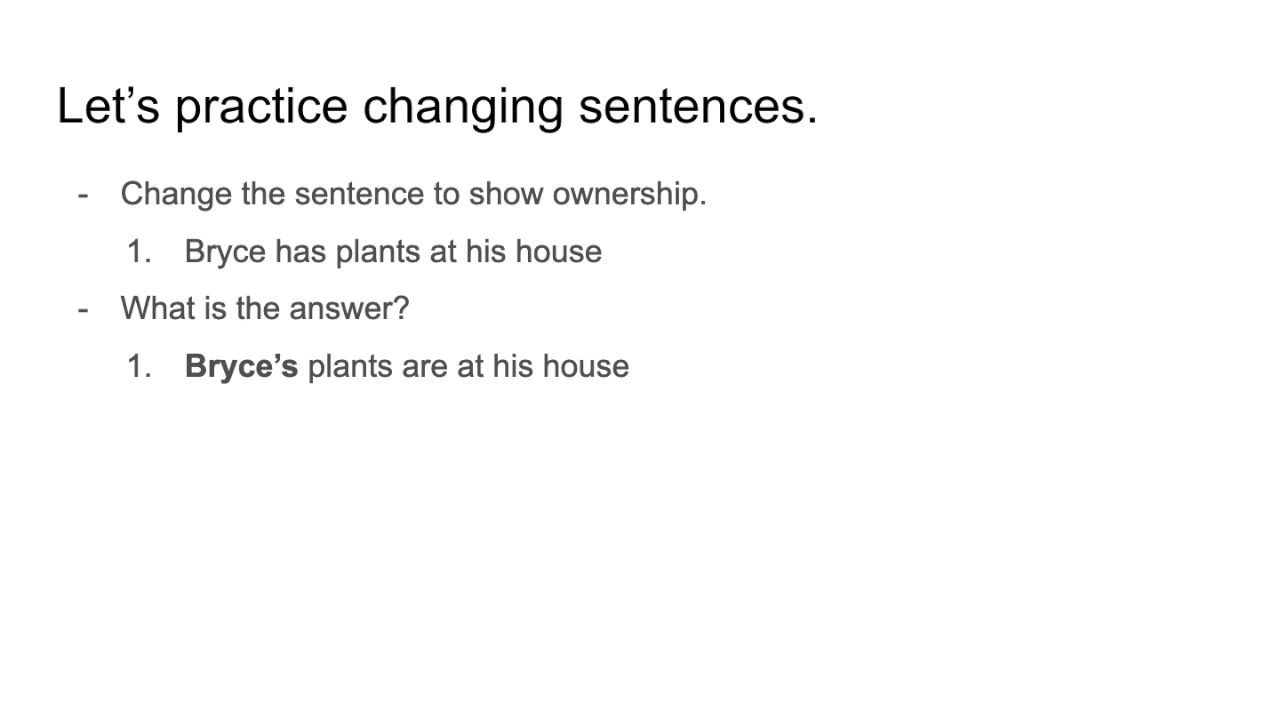 Let’s practice changing sentences.
- Change the sentence to show ownership.
1. Bryce has plants at his house
- What is the answer?
1. Bryce’s plants are at his house